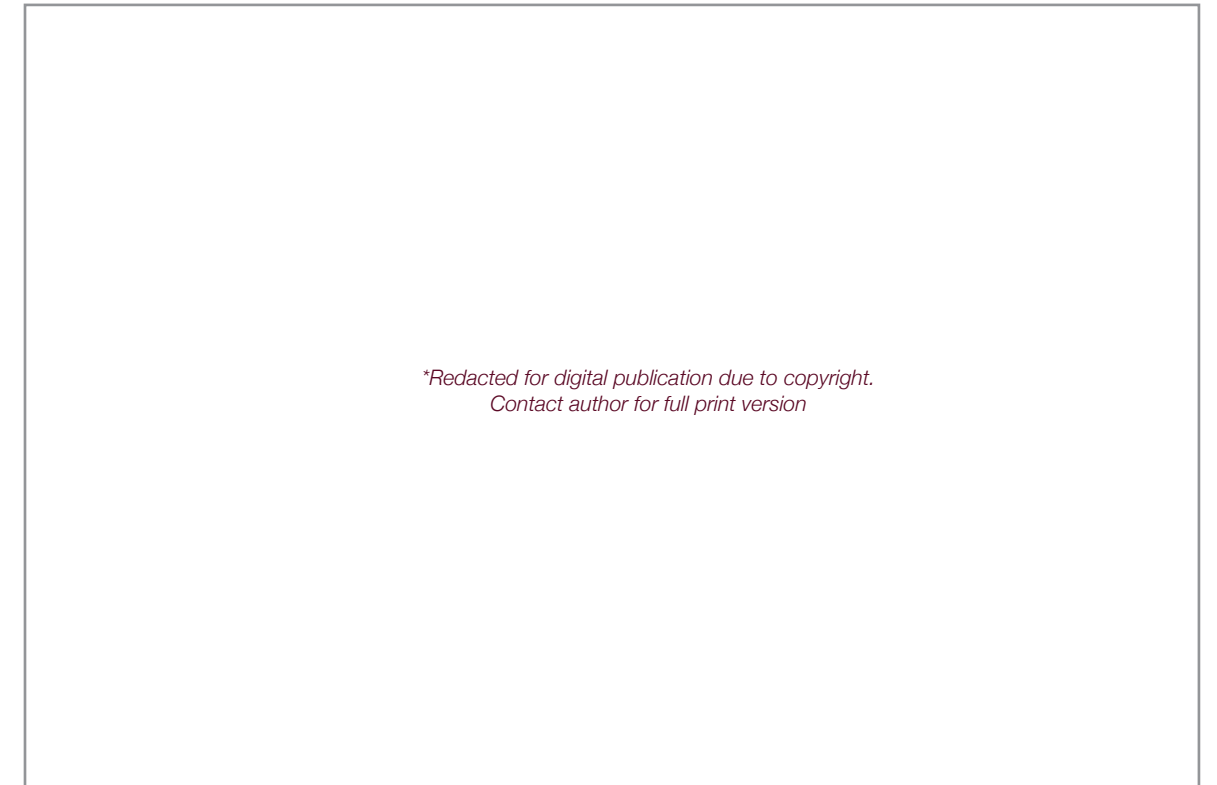 *Redacted for digital publication due to copyright.
Contact author for full print version